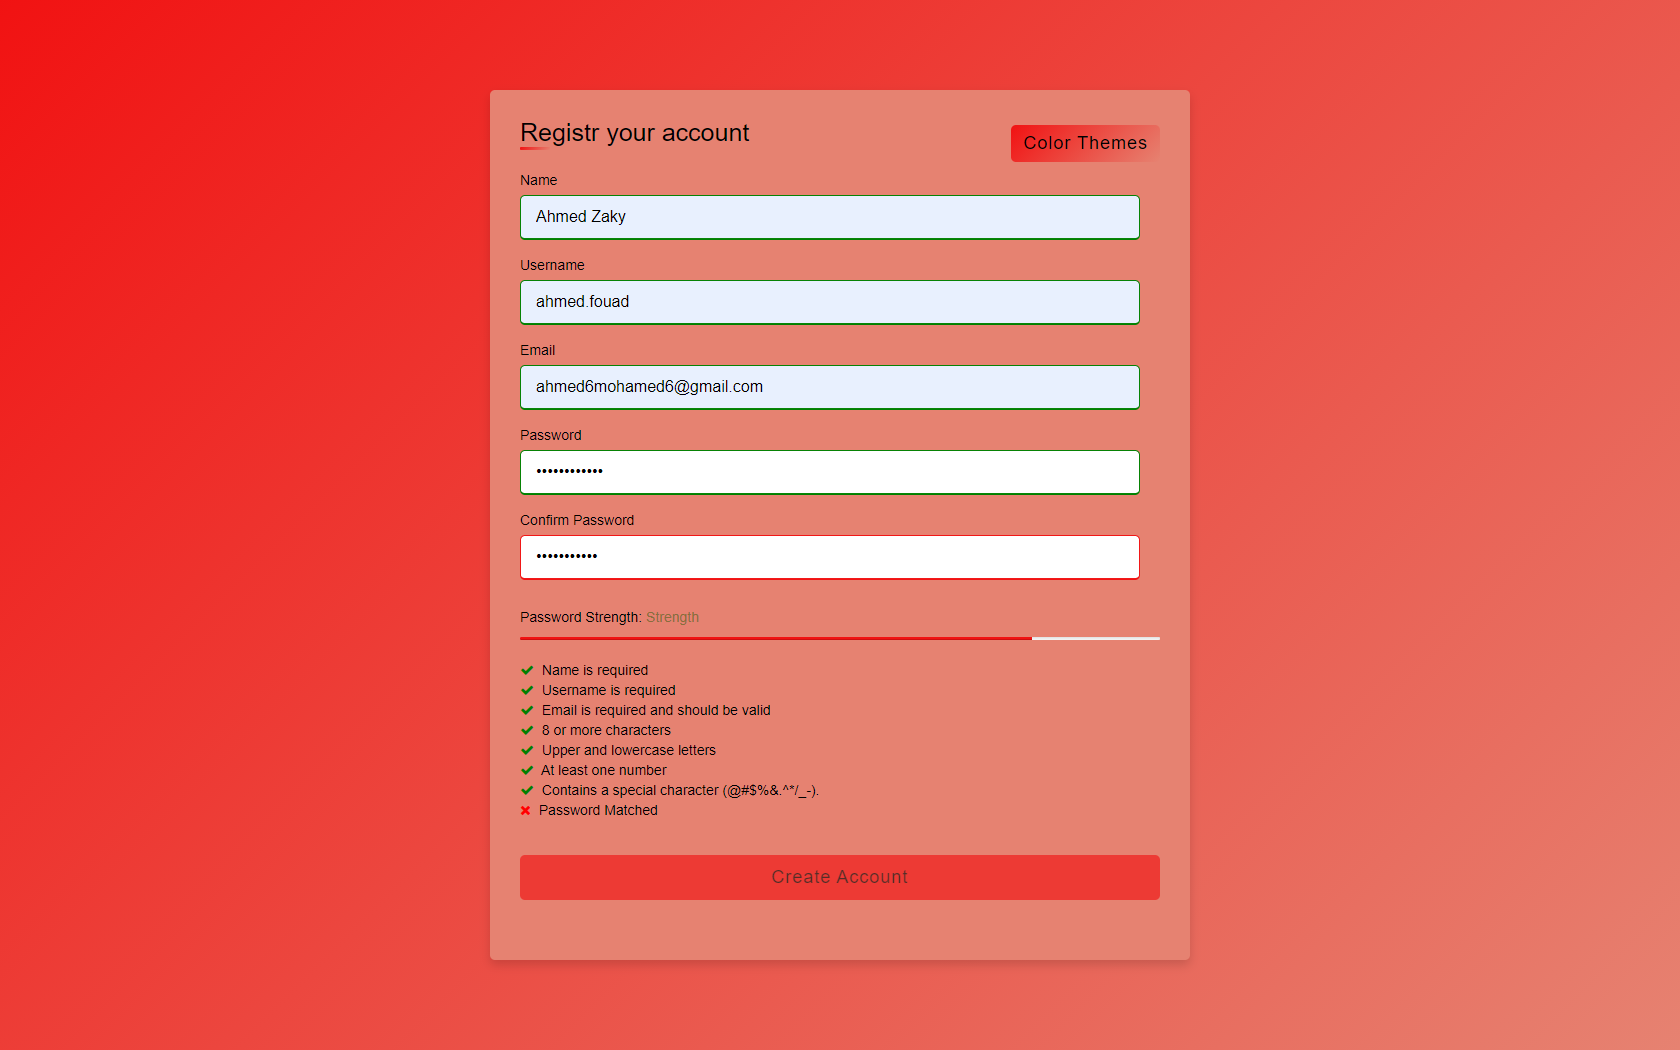 Registr your account
Color Themes
Name
Ahmed Zaky
Username
ahmed.fouad
Email
ahmed6mohamed6@gmail.com
Password
••••••••••••
Confirm Password
•••••••••••
Password Strength: Strength
Name is required
Username is required
Email is required and should be valid
8 or more characters
Upper and lowercase letters
At least one number
Contains a special character (@#$%&.^*/_-).
Password Matched
Create Account